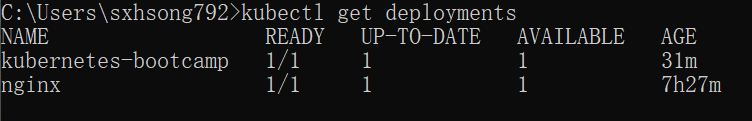 C:\Users\sxhsong792>kubectl get deployments
NAME                  READY   UP-TO-DATE   AVAILABLE   AGE
kubernetes-bootcamp   1/1     1            1           31m
nginx                 1/1     1            1           7h27m